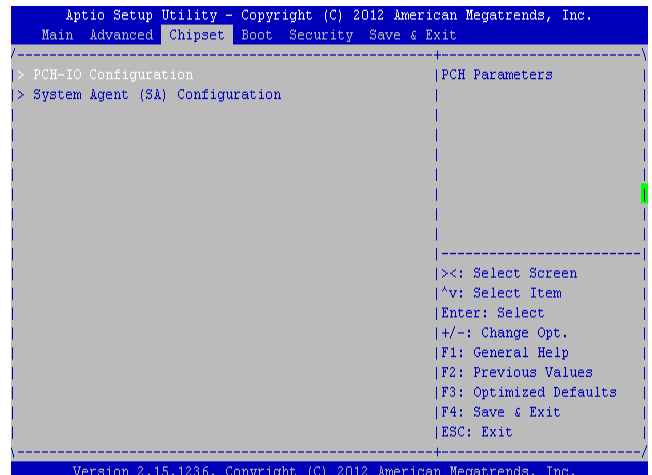 Aptio Setup Utility – Copyright (C) 2012 American Megatrends, Inc.
Main Advanced Chipset Boot Security Save & Exit
> PCH-IO Configuration
> System Agent (SA) Configuration
PCH Parameters
><: Select Screen
^v: Select Item
Enter: Select
+/-: Change Opt.
F1: General Help
F2: Previous Values
F3: Optimized Defaults
F4: Save & Exit
ESC: Exit
Version 2.15.1236. Copyright (C) 2012 American Megatrends, Inc.